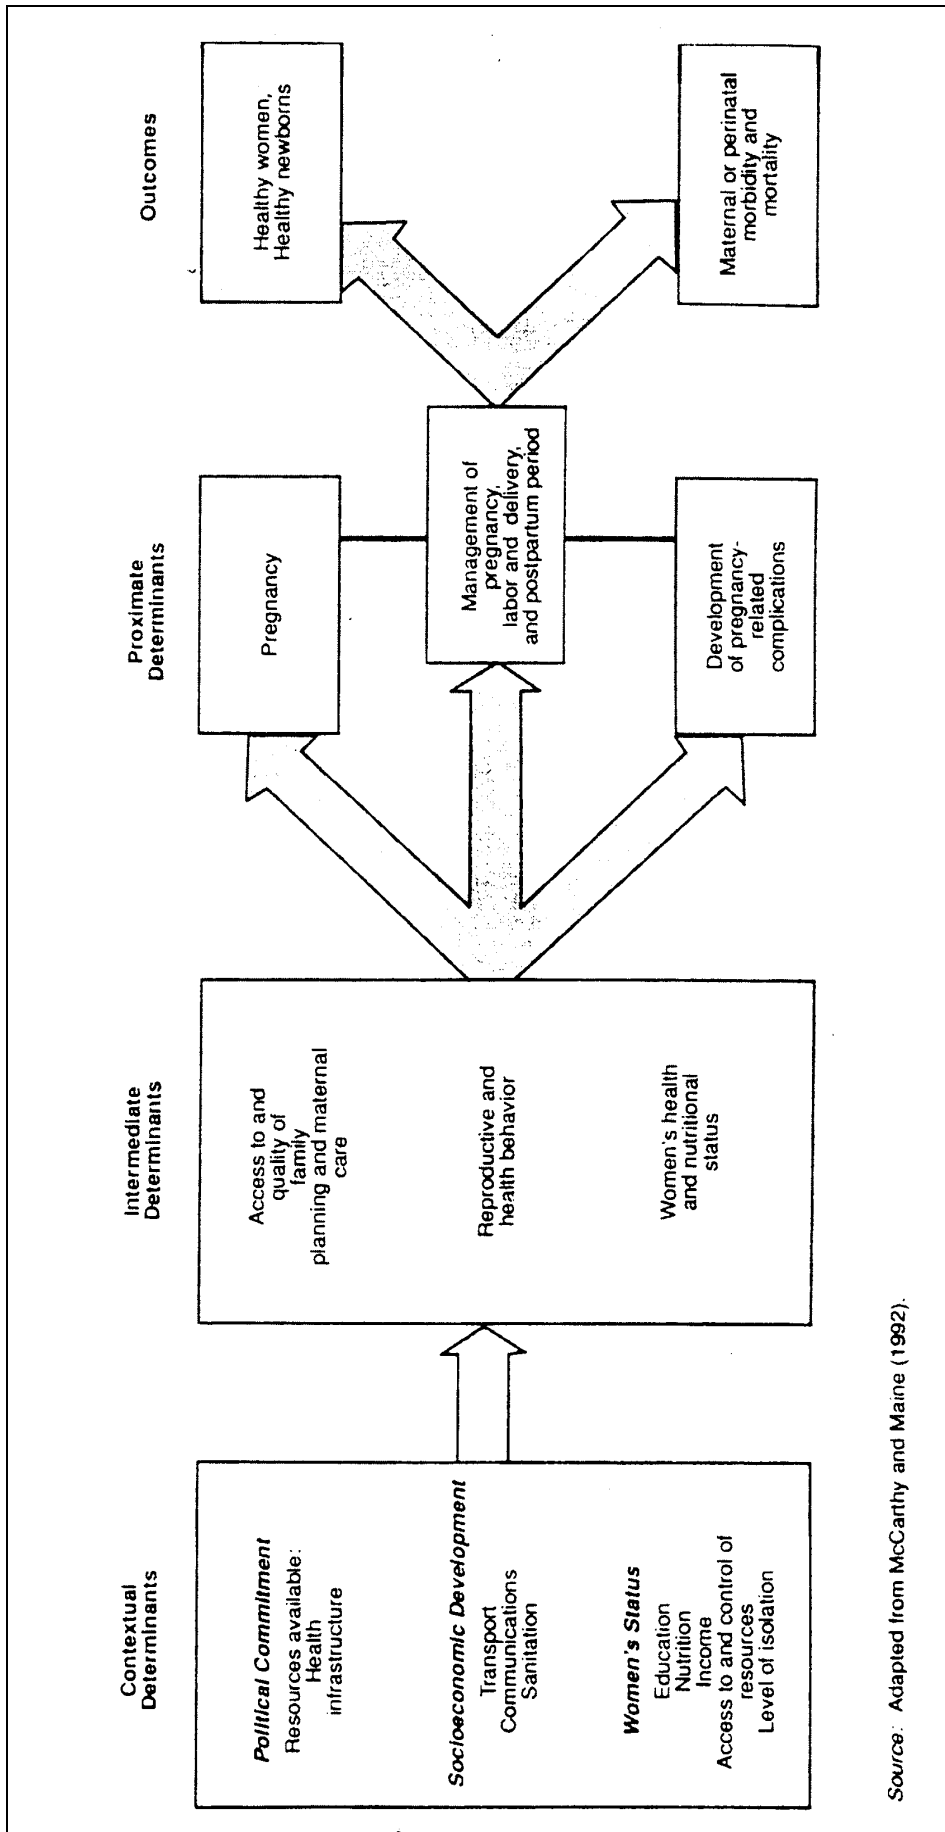 Contextual
Determinants
Political Commitment
Resources available:
Health
infrastructure
Socioeconomic Development
Transport
Communications
Sanitation
Women's Status
Education
Nutrition
Income
Access to and control of
resources
Level of isolation
Intermediate
Determinants
Access to and
quality of
family
planning and maternal
care
Reproductive and
health behavior
Women's health
and nutritional
status
Proximate
Determinants
Pregnancy
Management of
pregnancy,
labor and delivery,
and postpartum period
Development
of pregnancy-
related
complications
Outcomes
Healthy women,
Healthy newborns
Maternal or perinatal
morbidity and
mortality
Source: Adapted from McCarthy and Maine (1992).